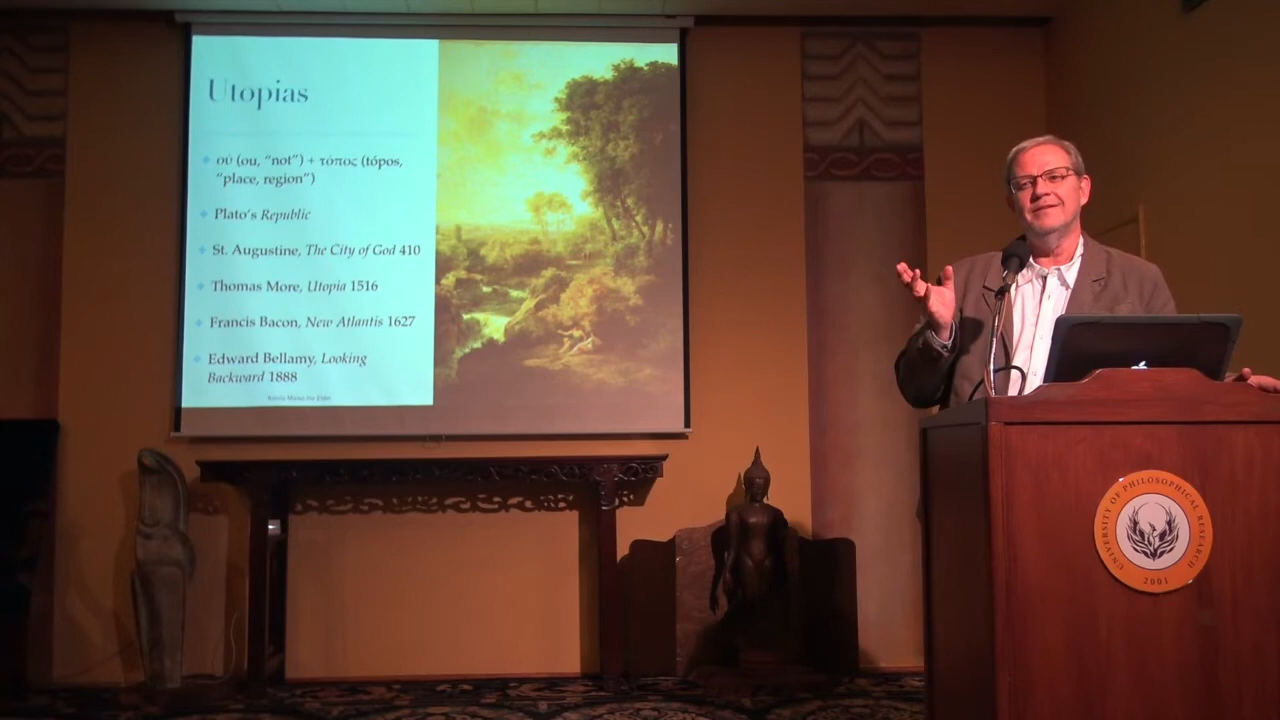 Utopias
οὐ (ou, “not”) + τόπος (tópos,
“place, region”)
Plato’s Republic
St. Augustine, The City of God 410
Thomas More, Utopia 1516
Francis Bacon, New Atlantis 1627
Edward Bellamy, Looking
Backward 1888
UNIVERSITY OF PHILOSOPHICAL RESEARCH
2001